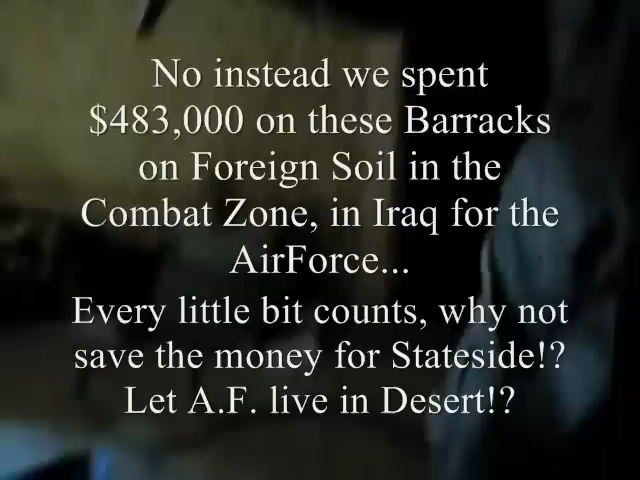 No instead we spent
$483,000 on these Barracks
on Foreign Soil in the
Combat Zone, in Iraq for the
AirForce...
Every little bit counts, why not
save the money for Stateside!?
Let A.F. live in Desert!?